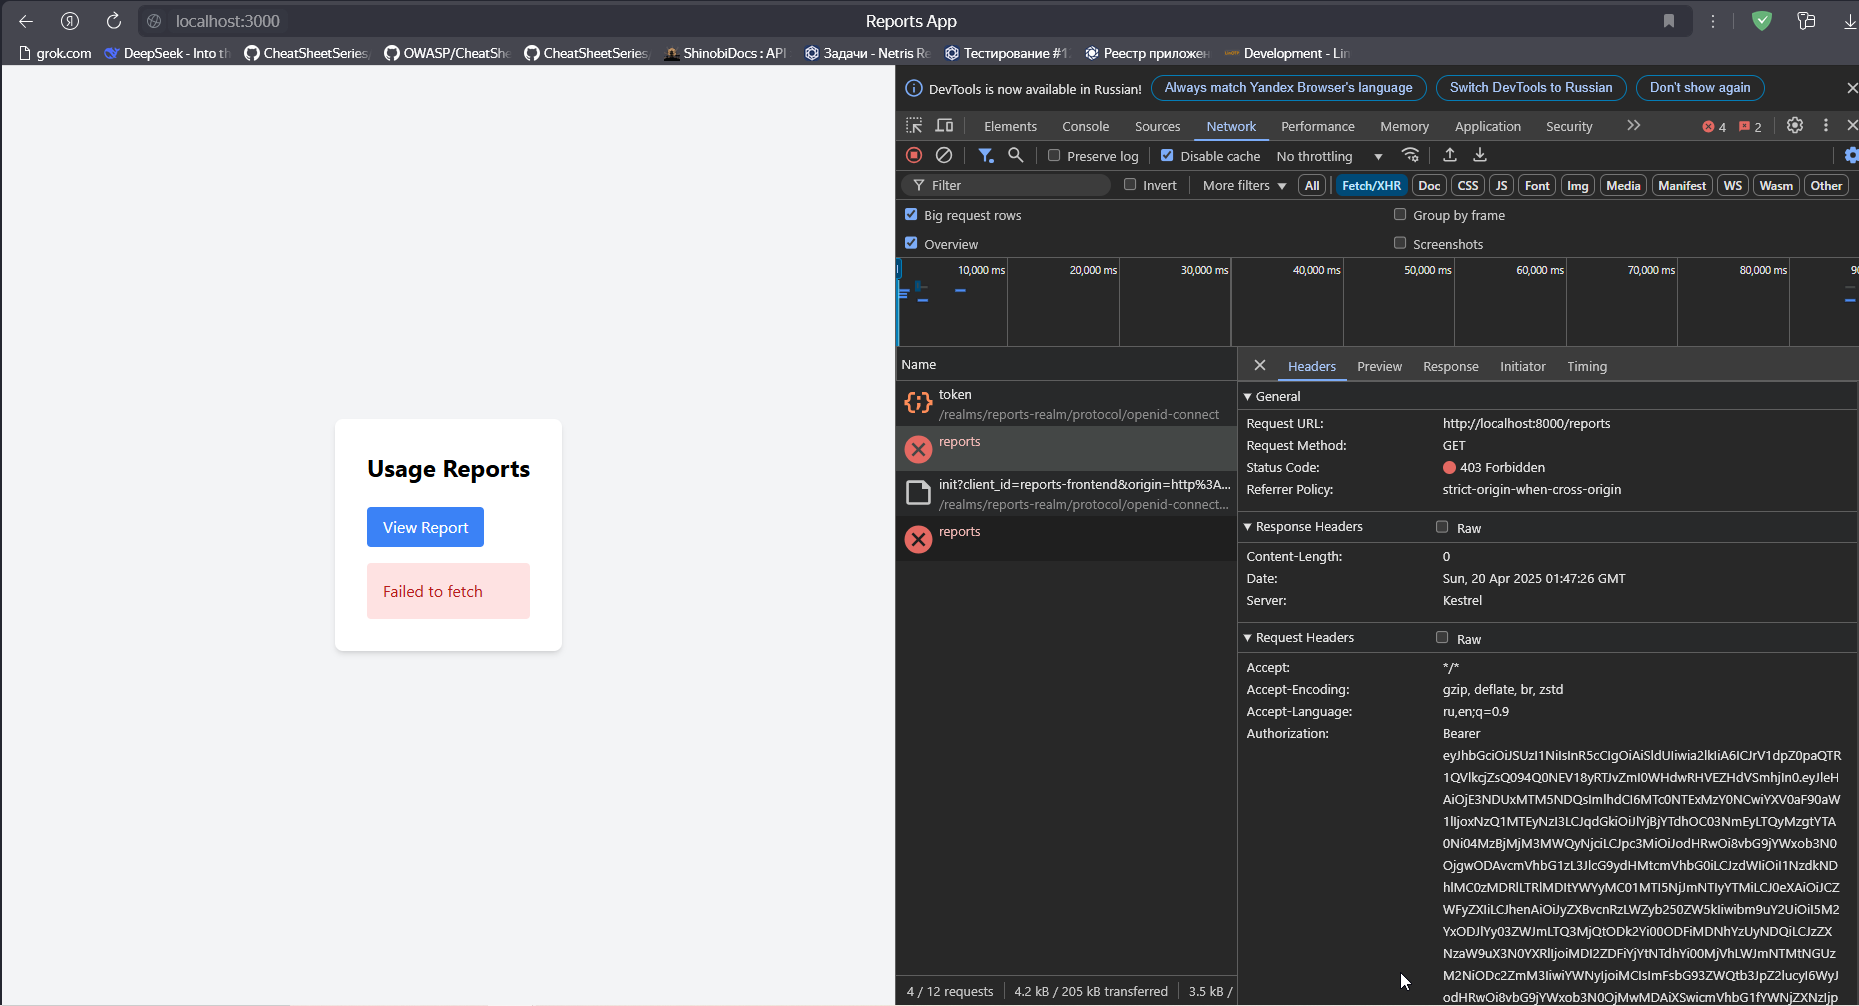 localhost:3000
Reports App
grok.com
DeepSeek - Into th
CheatSheetSeries/
OWASP/CheatShe
CheatSheetSeries/
ShinobiDocs : API
Задачи - Netris Re
Тестирование #1
Реестр приложен
Development - Lin
DevTools is now available in Russian!
Always match Yandex Browser's language
Switch DevTools to Russian
Don't show again
Elements
Console
Sources
Network
Performance
Memory
Application
Security
4
2
Preserve log
Disable cache
No throttling
Filter
Invert
More filters
All
Fetch/XHR
Doc
CSS
JS
Font
Img
Media
Manifest
WS
Wasm
Other
Big request rows
Group by frame
Overview
Screenshots
10,000 ms
20,000 ms
30,000 ms
40,000 ms
50,000 ms
60,000 ms
70,000 ms
80,000 ms
Usage Reports
View Report
Failed to fetch
Name
token
/realms/reports-realm/protocol/openid-connect
reports
init?client_id=reports-frontend&origin=http%3A...
/realms/reports-realm/protocol/openid-connect...
reports
4 / 12 requests
4.2 kB / 205 kB transferred
3.5 kB /
Headers
Preview
Response
Initiator
Timing
General
Request URL:
http://localhost:8000/reports
Request Method:
GET
Status Code:
403 Forbidden
Referrer Policy:
strict-origin-when-cross-origin
Response Headers
Raw
Content-Length:
0
Date:
Sun, 20 Apr 2025 01:47:26 GMT
Server:
Kestrel
Request Headers
Raw
Accept:
*/*
Accept-Encoding:
gzip, deflate, br, zstd
Accept-Language:
ru,en;q=0.9
Authorization:
Bearer